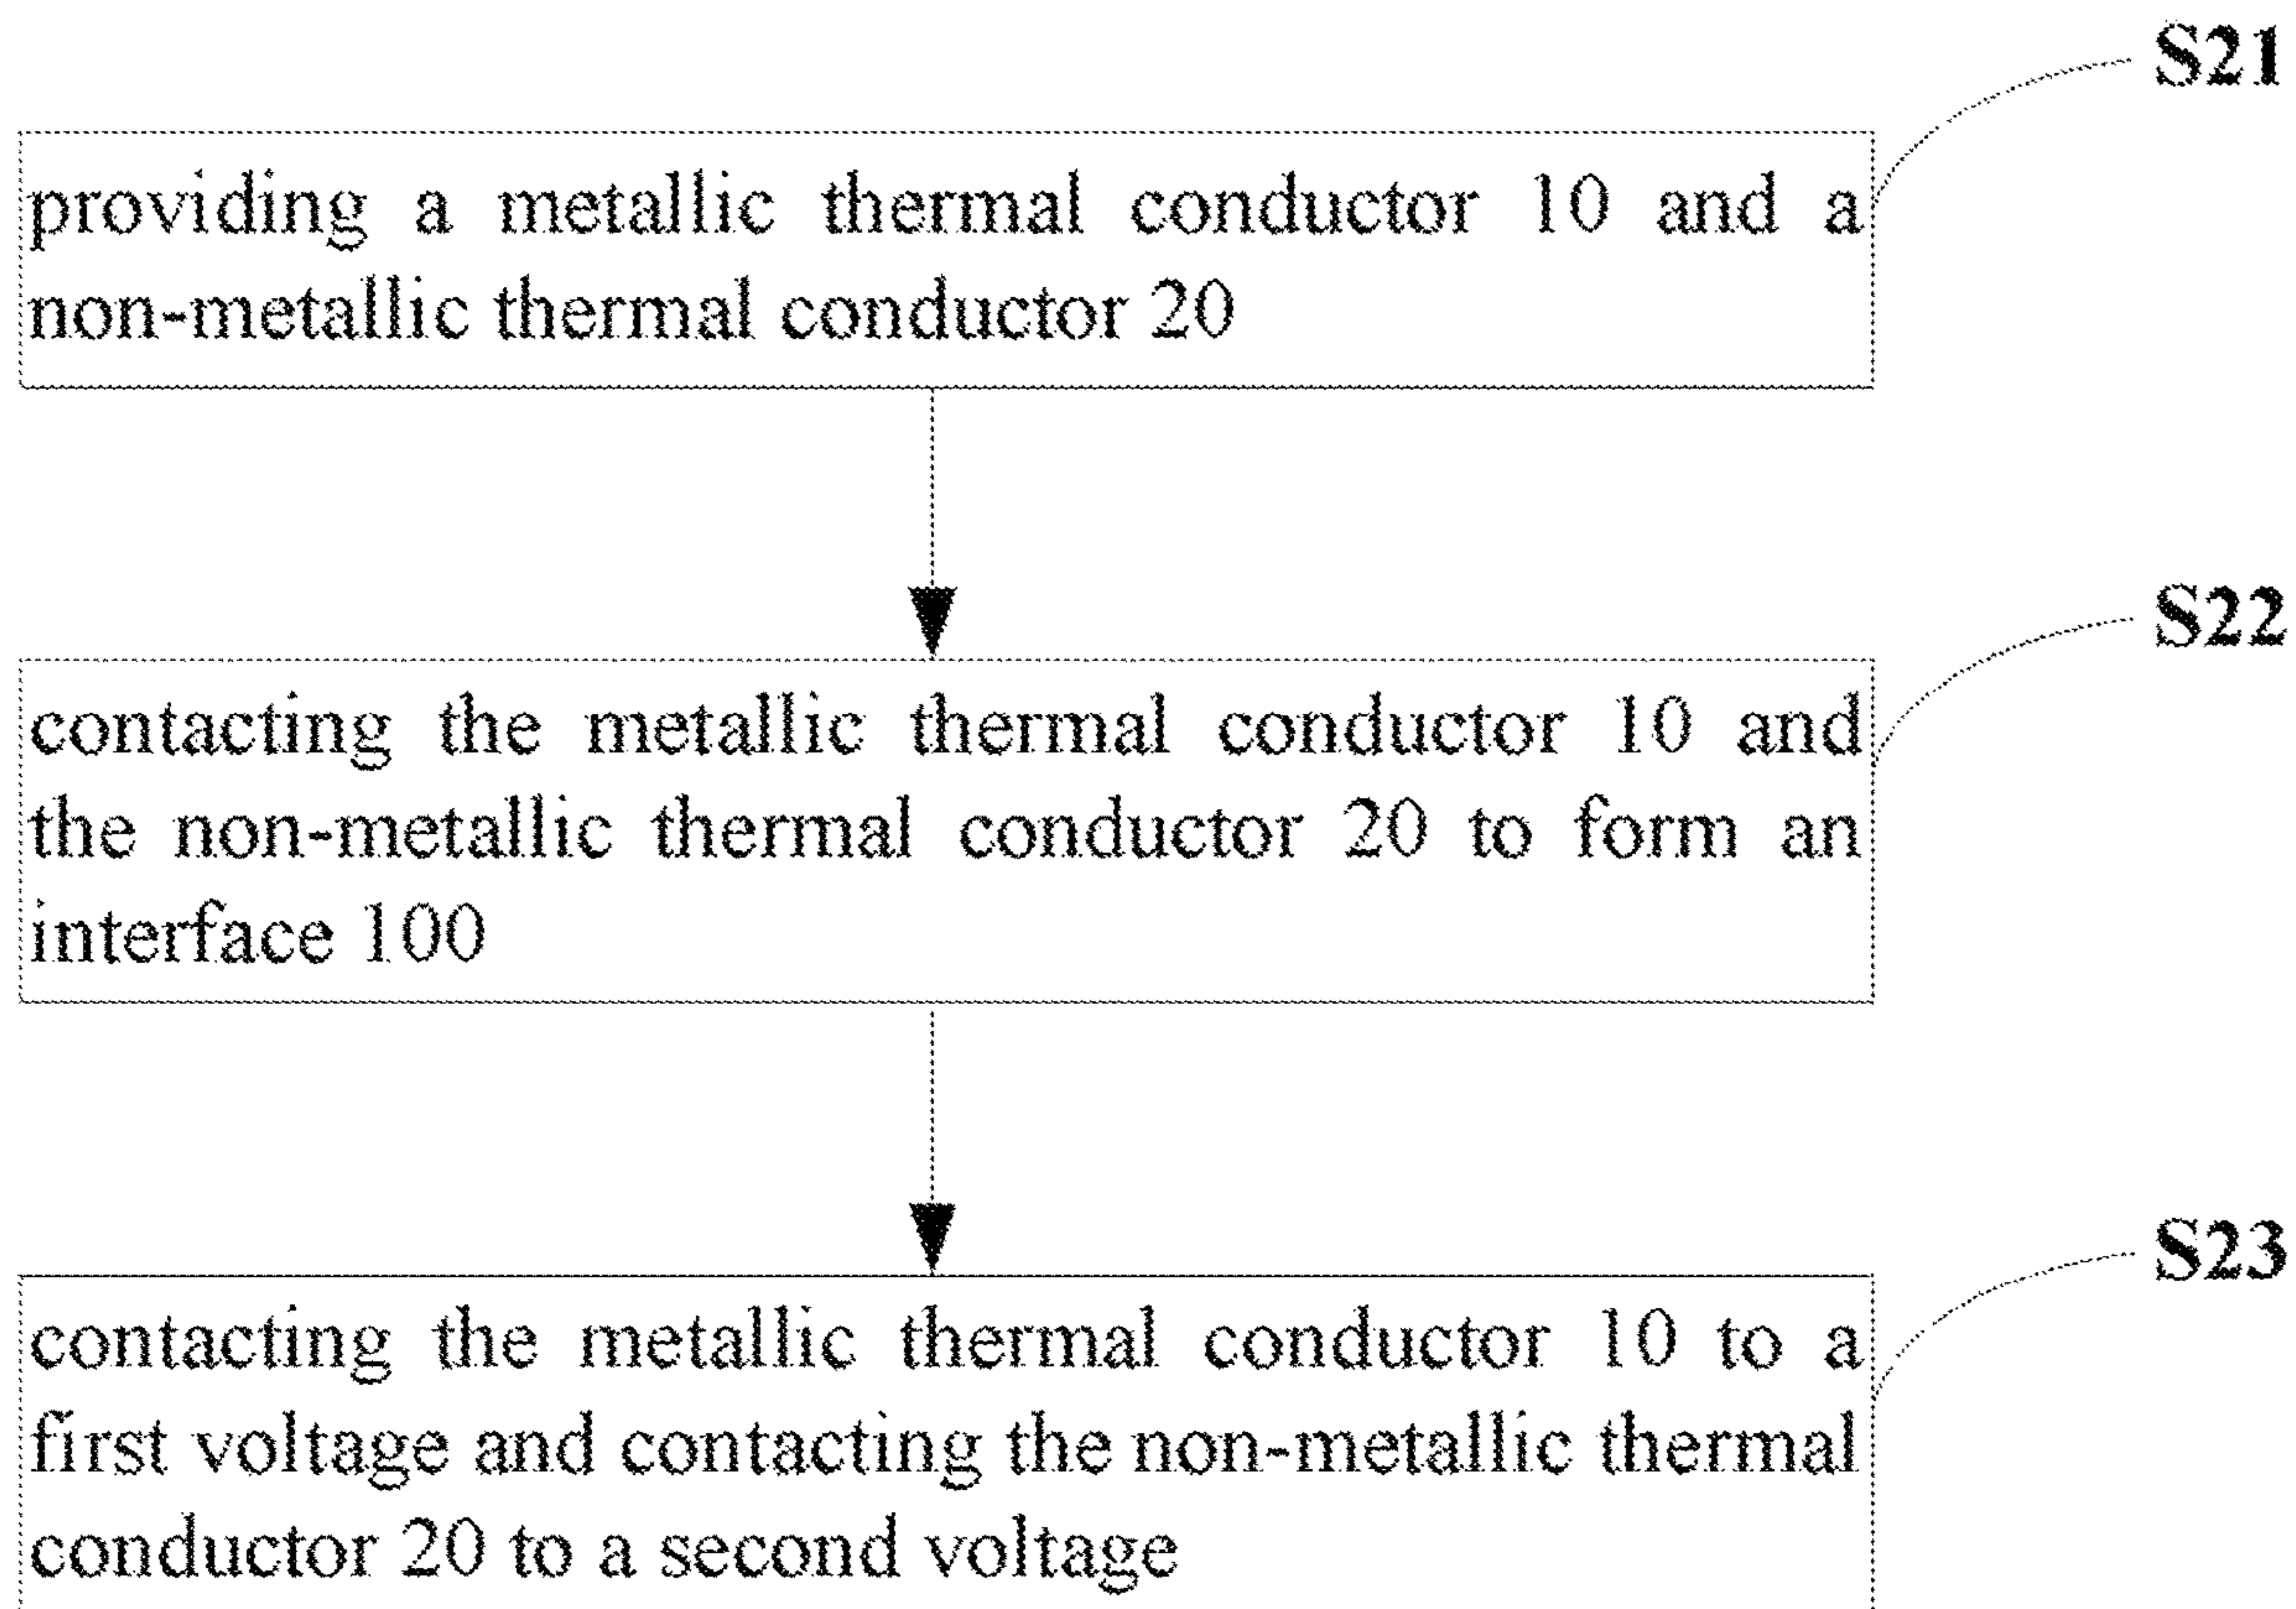 S21
providing a metallic thermal conductor 10 and a
non-metallic thermal conductor 20
S22
contacting the metallic thermal conductor 10 and
the non-metallic thermal conductor 20 to form an
interface 100
S23
contacting the metallic thermal conductor 10 to a
first voltage and contacting the non-metallic thermal
conductor 20 to a second voltage